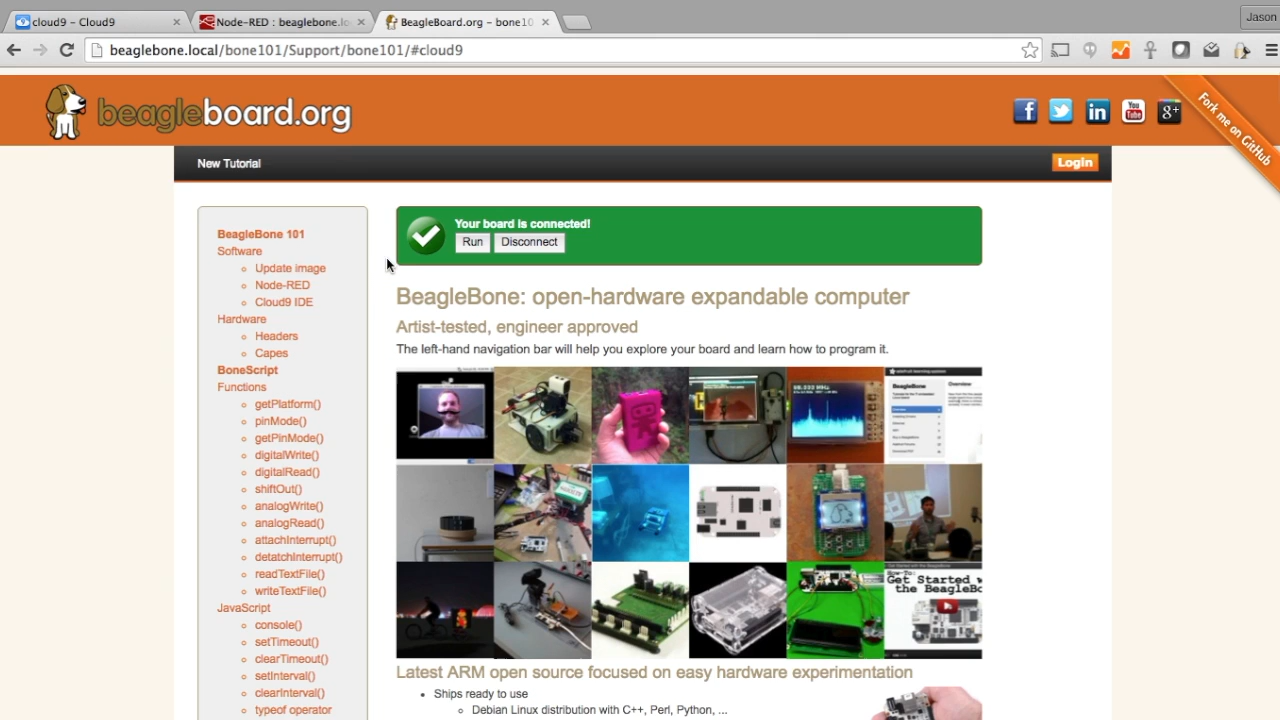 cloud9 - Cloud9
Node-RED : beaglebone.lo
BeagleBoard.org - bone10
Jason
beaglebone.local/bone101/Support/bone101/#cloud9
beagleboard.org
Fork me on GitHub
New Tutorial
Login
BeagleBone 101
Software
Update image
Node-RED
Cloud9 IDE
Hardware
Headers
Capes
BoneScript
Functions
getPlatform()
pinMode()
getPinMode()
digitalWrite()
digitalRead()
shiftOut()
analogWrite()
analogRead()
attachInterrupt()
detatchInterrupt()
readTextFile()
writeTextFile()
JavaScript
console()
setTimeout()
clearTimeout()
setInterval()
clearInterval()
typeof operator
Your board is connected!
Run
Disconnect
BeagleBone: open-hardware expandable computer
Artist-tested, engineer approved
The left-hand navigation bar will help you explore your board and learn how to program it.
BeagleBone
Overview
How-To:
Get Started w
the BeagleBo
Latest ARM open source focused on easy hardware experimentation
Ships ready to use
Debian Linux distribution with C++, Perl, Python, ...